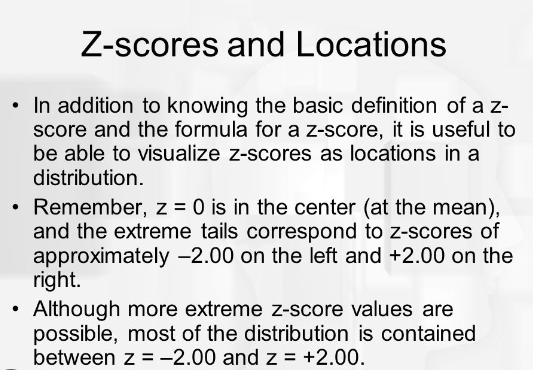 Z-scores and Locations
• In addition to knowing the basic definition of a z-
score and the formula for a z-score, it is useful to
be able to visualize z-scores as locations in a
distribution.
• Remember, z = 0 is in the center (at the mean),
and the extreme tails correspond to z-scores of
approximately –2.00 on the left and +2.00 on the
right.
• Although more extreme z-score values are
possible, most of the distribution is contained
between z = –2.00 and z = +2.00.